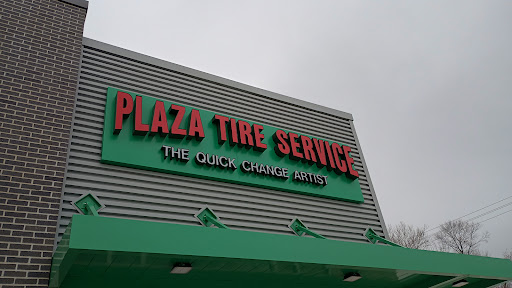 PLAZA TIRE SERVICE
THE QUICK CHANGE ARTIST